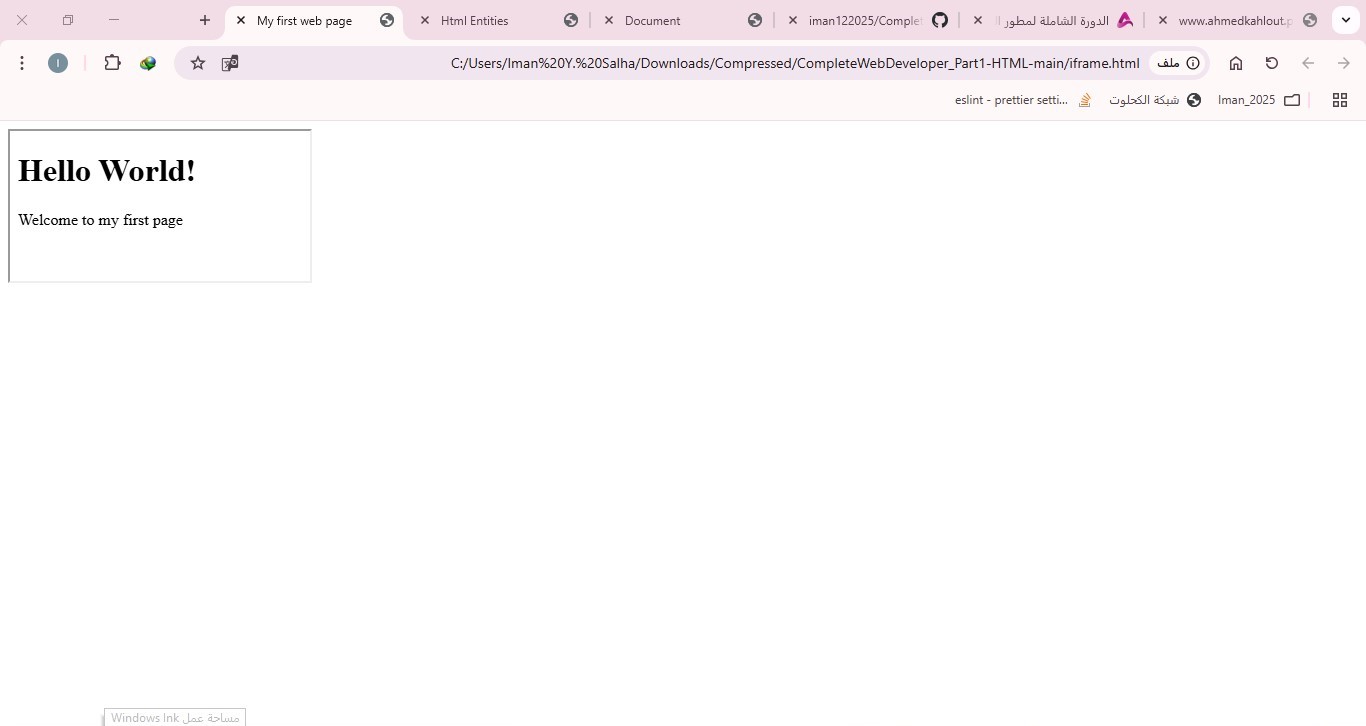 My first web page
Html Entities
Document
iman122025/Complet
الدورة الشاملة لمطور ال
www.ahmedkahlout.p
I
C:/Users/Iman%20Y.%20Salha/Downloads/Compressed/CompleteWebDeveloper_Part1-HTML-main/iframe.html
ملف
eslint - prettier setti...
شبكة الكحلوت
Iman_2025
Hello World!
Welcome to my first page
مساحة عمل Windows Ink